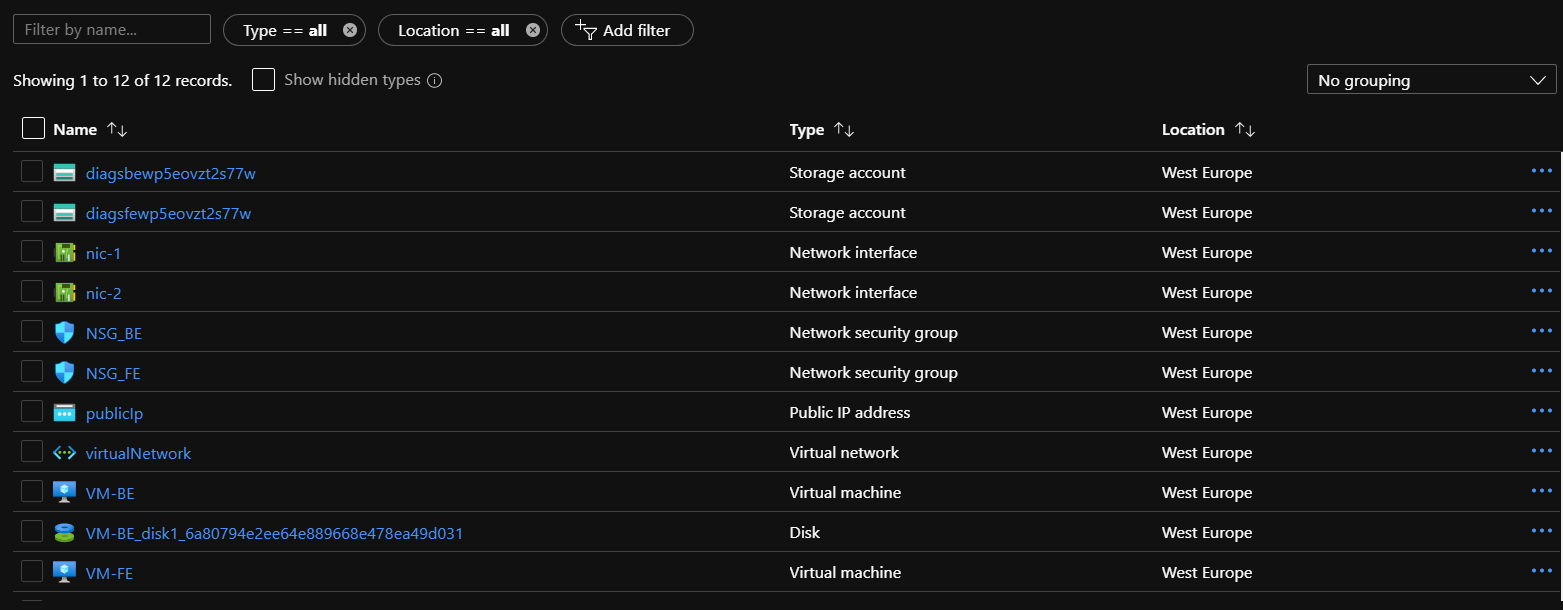 Filter by name...
Type == all
Location == all
Add filter
Showing 1 to 12 of 12 records.
Show hidden types
No grouping
Name Type Location
diagsbewp5eovzt2s77w Storage account West Europe
diagsfewp5eovzt2s77w Storage account West Europe
nic-1 Network interface West Europe
nic-2 Network interface West Europe
NSG_BE Network security group West Europe
NSG_FE Network security group West Europe
publicIp Public IP address West Europe
virtualNetwork Virtual network West Europe
VM-BE Virtual machine West Europe
VM-BE_disk1_6a80794e2ee64e889668e478ea49d031 Disk West Europe
VM-FE Virtual machine West Europe